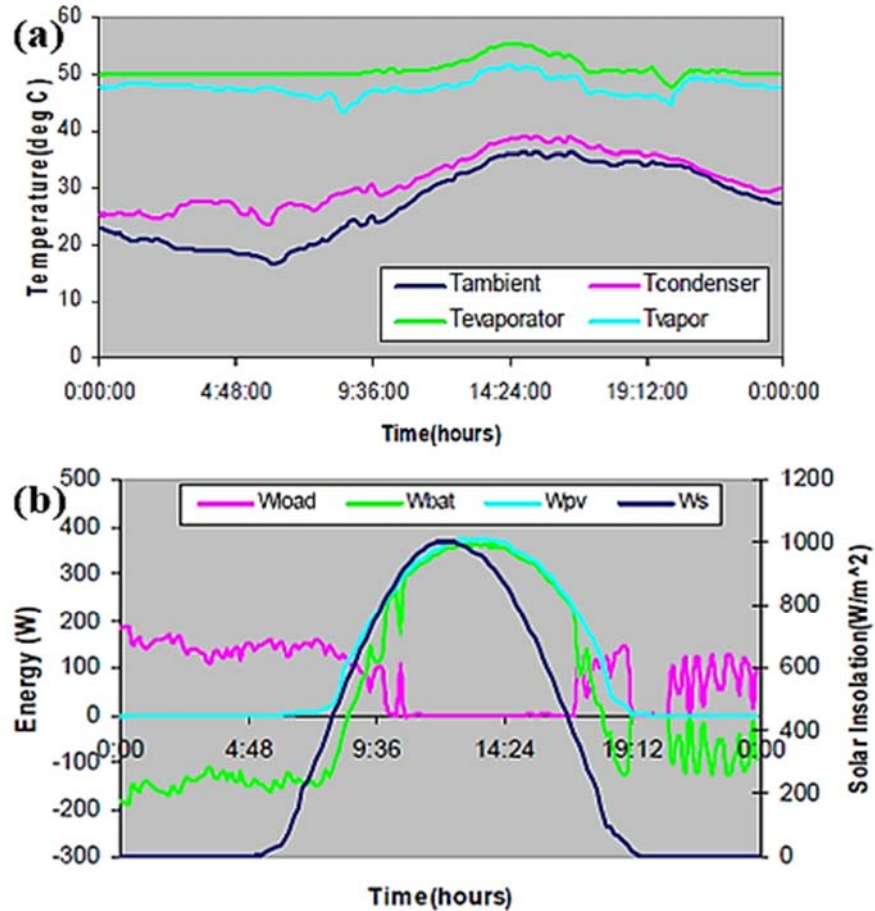 (a)
60
50
40
30
20
10
0
Temperature(deg C)
Tambient Tcondenser
Tevaporator Tvapor
0:00:00 4:48:00 9:36:00 14:24:00 19:12:00 0:00:00
Time(hours)
(b)
Wload Wbat Wpv Ws
500
400
300
200
100
0
-100
-200
-300
Energy (W)
0:00 4:48 9:36 14:24 19:12 0:00
1200
1000
800
600
400
200
0
Solar Insolation(W/m^2)
Time(hours)